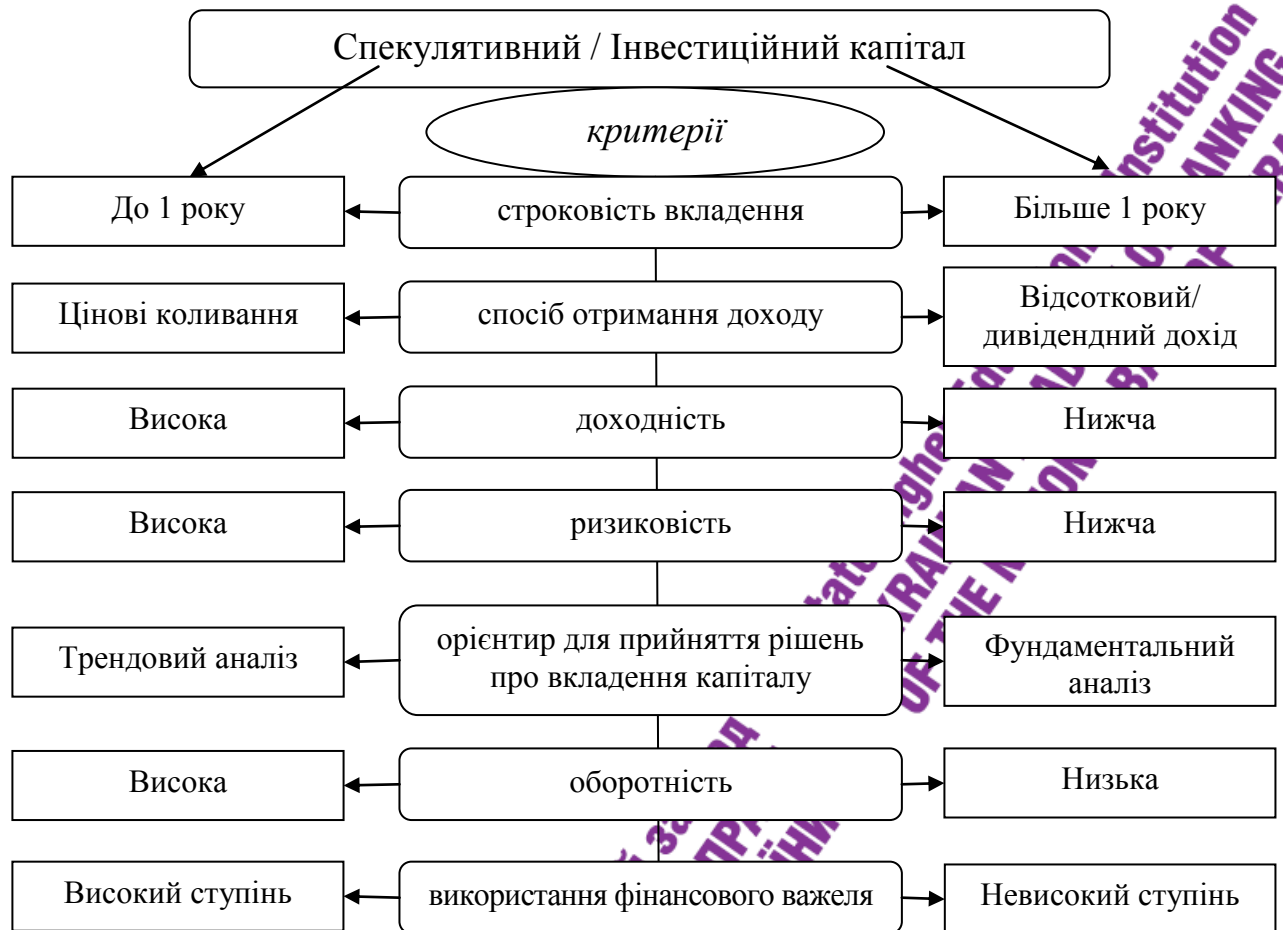 Спекулятивний / Інвестиційний капітал
критерії
До 1 року
строковість вкладення
Більше 1 року
Цінові коливання
спосіб отримання доходу
Відсотковий/
дивідендний дохід
Висока
доходність
Нижча
Висока
ризиковість
Нижча
Трендовий аналіз
орієнтир для прийняття рішень
про вкладення капіталу
Фундаментальний
аналіз
Висока
оборотність
Низька
Високий ступінь
використання фінансового важеля
Невисокий ступінь